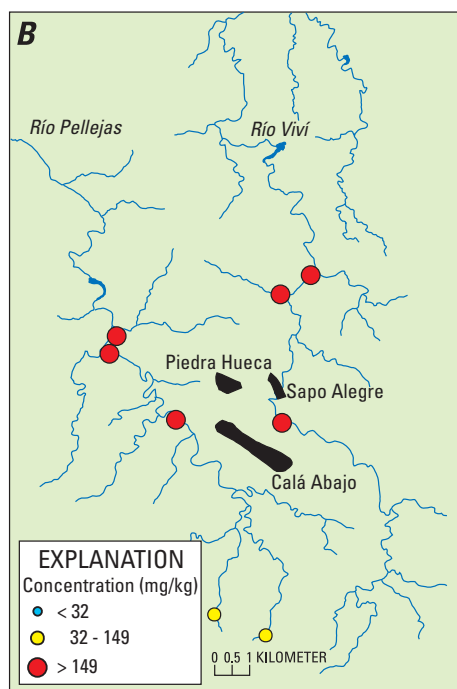 B
Río Pellejas
Río Viví
Piedra Hueca
Sapo Alegre
Calá Abajo
EXPLANATION
Concentration (mg/kg)
< 32
32 - 149
> 149
0 0.5 1 KILOMETER